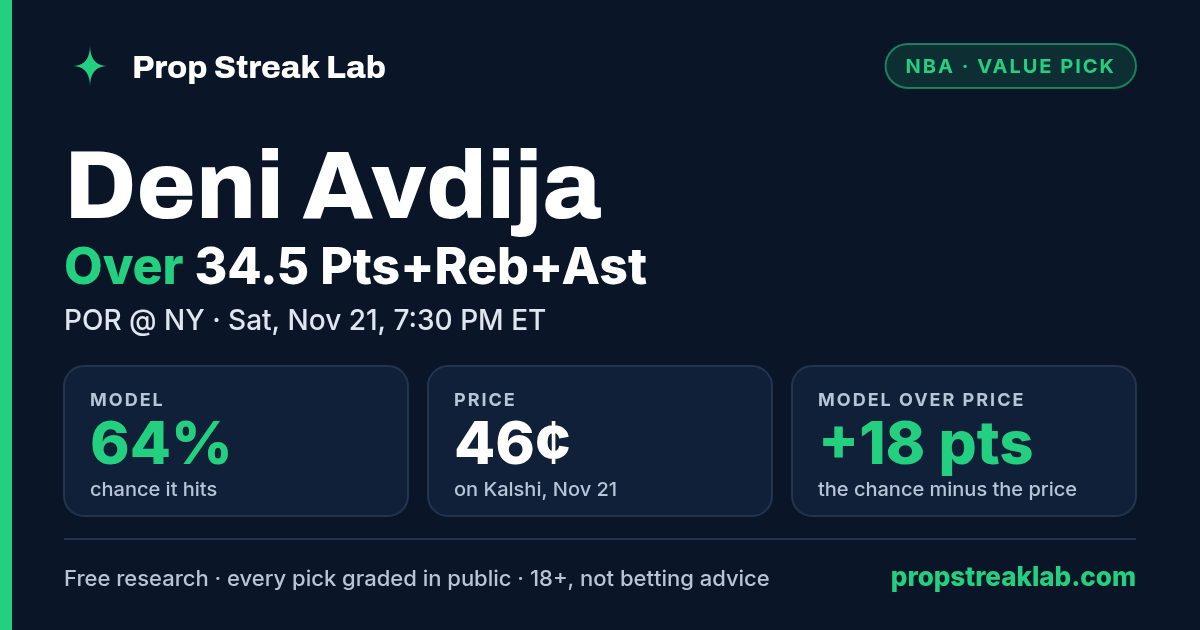 Prop Streak Lab
NBA · VALUE PICK
Deni Avdija
Over 34.5 Pts+Reb+Ast
POR @ NY · Sat, Nov 21, 7:30 PM ET
MODEL
64%
chance it hits
PRICE
46¢
on Kalshi, Nov 21
MODEL OVER PRICE
+18 pts
the chance minus the price
Free research · every pick graded in public · 18+, not betting advice
propstreaklab.com